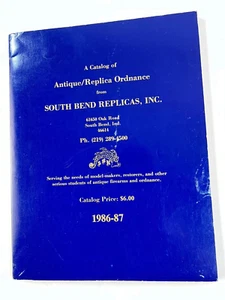 A Catalog of
Antique/Replica Ordnance
from
SOUTH BEND REPLICAS, INC.
61650 Oak Road
South Bend, Ind.
46614
Ph. (219) 289-4500
Serving the needs of model-makers, restorers, and other
serious students of antique firearms and ordnance.
Catalog Price: $6.00
1986-87